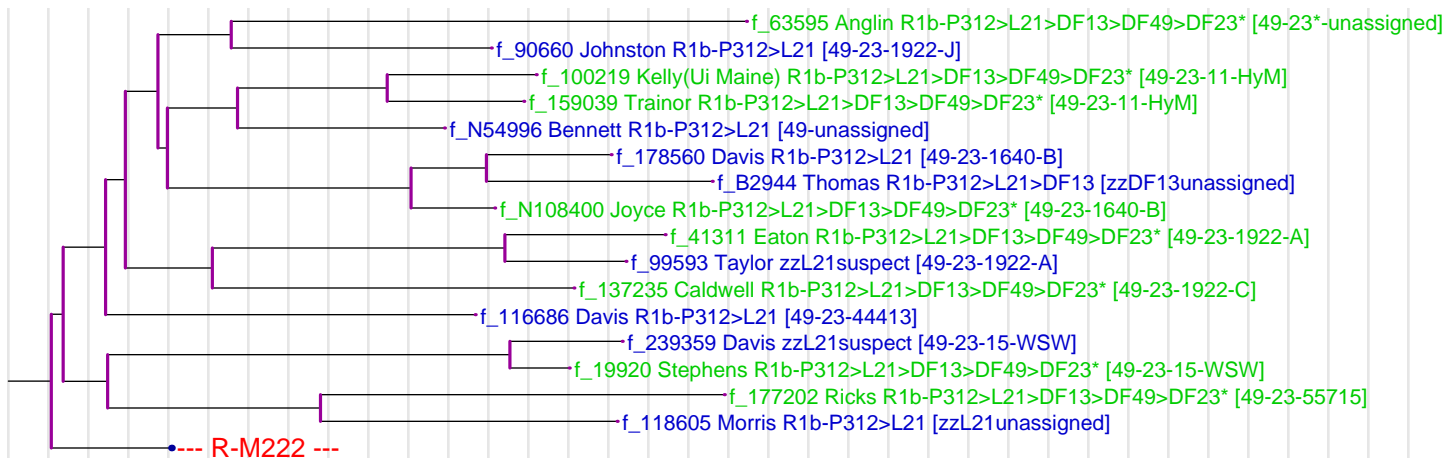 f_63595 Anglin R1b-P312>L21>DF13>DF49>DF23* [49-23*-unassigned]
f_90660 Johnston R1b-P312>L21 [49-23-1922-J]
f_100219 Kelly(Ui Maine) R1b-P312>L21>DF13>DF49>DF23* [49-23-11-HyM]
f_159039 Trainor R1b-P312>L21>DF13>DF49>DF23* [49-23-11-HyM]
f_N54996 Bennett R1b-P312>L21 [49-unassigned]
f_178560 Davis R1b-P312>L21 [49-23-1640-B]
f_B2944 Thomas R1b-P312>L21>DF13 [zzDF13unassigned]
f_N108400 Joyce R1b-P312>L21>DF13>DF49>DF23* [49-23-1640-B]
f_41311 Eaton R1b-P312>L21>DF13>DF49>DF23* [49-23-1922-A]
f_99593 Taylor zzL21suspect [49-23-1922-A]
f_137235 Caldwell R1b-P312>L21>DF13>DF49>DF23* [49-23-1922-C]
f_116686 Davis R1b-P312>L21 [49-23-44413]
f_239359 Davis zzL21suspect [49-23-15-WSW]
f_19920 Stephens R1b-P312>L21>DF13>DF49>DF23* [49-23-15-WSW]
f_177202 Ricks R1b-P312>L21>DF13>DF49>DF23* [49-23-55715]
f_118605 Morris R1b-P312>L21 [zzL21unassigned]
--- R-M222 ---